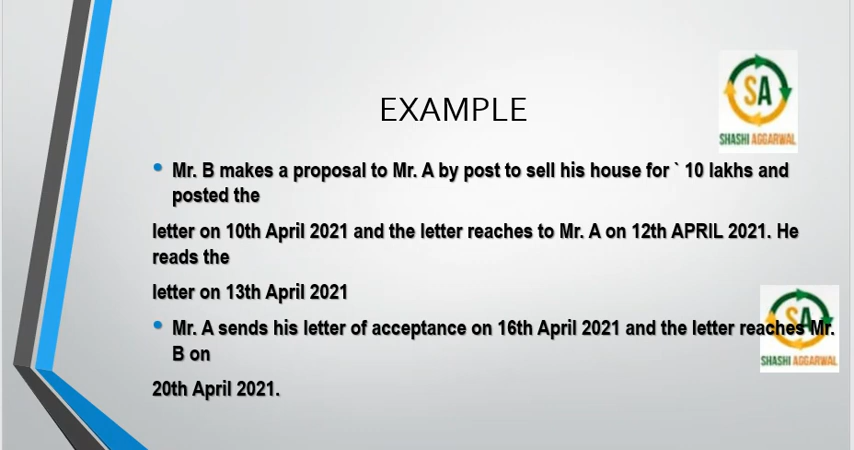 SA
SHASHI AGGARWAL
EXAMPLE
Mr. B makes a proposal to Mr. A by post to sell his house for ` 10 lakhs and
posted the
letter on 10th April 2021 and the letter reaches to Mr. A on 12th APRIL 2021. He
reads the
letter on 13th April 2021
Mr. A sends his letter of acceptance on 16th April 2021 and the letter reaches Mr.
B on
20th April 2021.
SA
SHASHI AGGARWAL